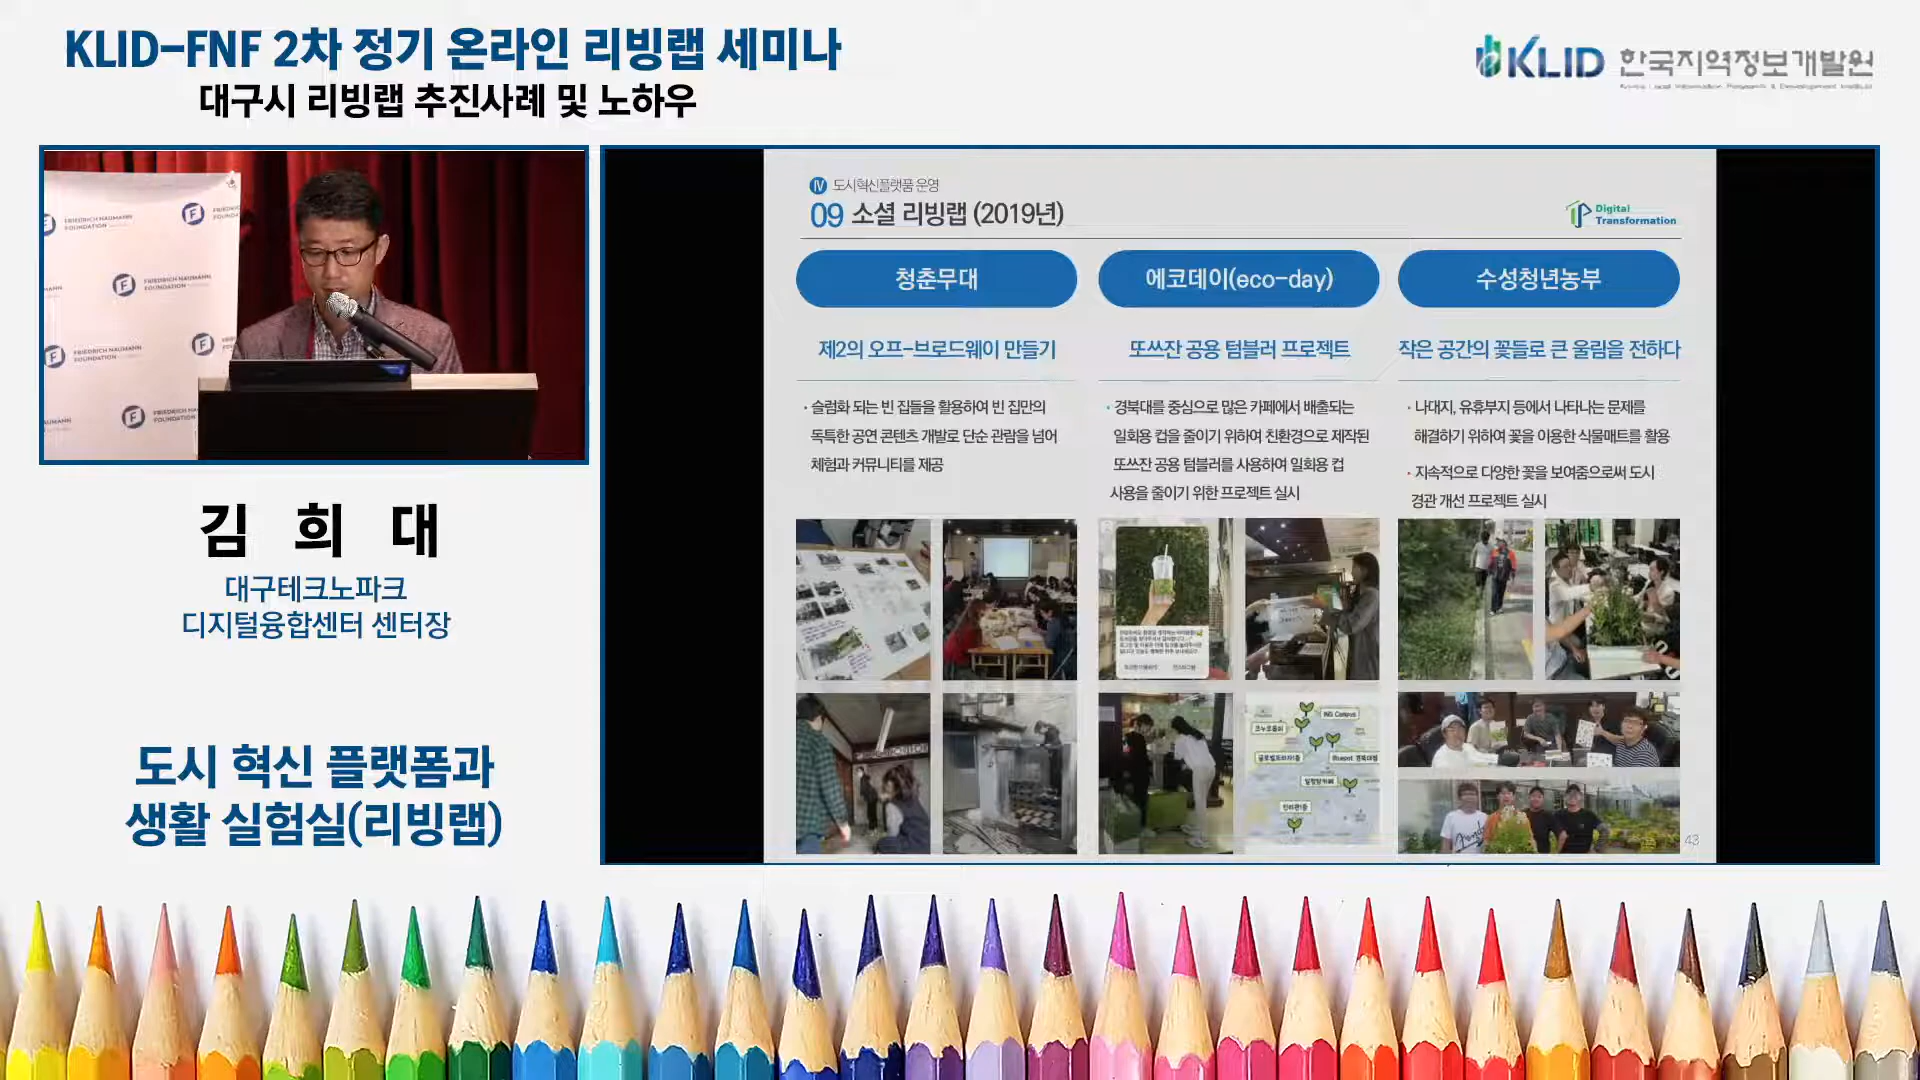 KLID-FNF 2차 정기 온라인 리빙랩 세미나
대구시 리빙랩 추진사례 및 노하우
KLID 한국지역정보개발원
FRIEDRICH NAUMANN
FOUNDATION
FRIEDRICH NAUMANN
FOUNDATION
FRIEDRICH NAUMANN
FOUNDATION
김 희 대
대구테크노파크
디지털융합센터 센터장
도시 혁신 플랫폼과
생활 실험실(리빙랩)
Ⅳ 도시혁신플랫폼 운영
09 소셜 리빙랩 (2019년)
Digital
Transformation
청춘무대
제2의 오프-브로드웨이 만들기
· 슬럼화 되는 빈 집들을 활용하여 빈 집만의
독특한 공연 콘텐츠 개발로 단순 관람을 넘어
체험과 커뮤니티를 제공
에코데이(eco-day)
또쓰잔 공용 텀블러 프로젝트
· 경북대를 중심으로 많은 카페에서 배출되는
일회용 컵을 줄이기 위하여 친환경으로 제작된
또쓰잔 공용 텀블러를 사용하여 일회용 컵
사용을 줄이기 위한 프로젝트 실시
수성청년농부
작은 공간의 꽃들로 큰 울림을 전하다
· 나대지, 유휴부지 등에서 나타나는 문제를
해결하기 위하여 꽃을 이용한 식물매트를 활용
· 지속적으로 다양한 꽃을 보여줌으로써 도시
경관 개선 프로젝트 실시
43